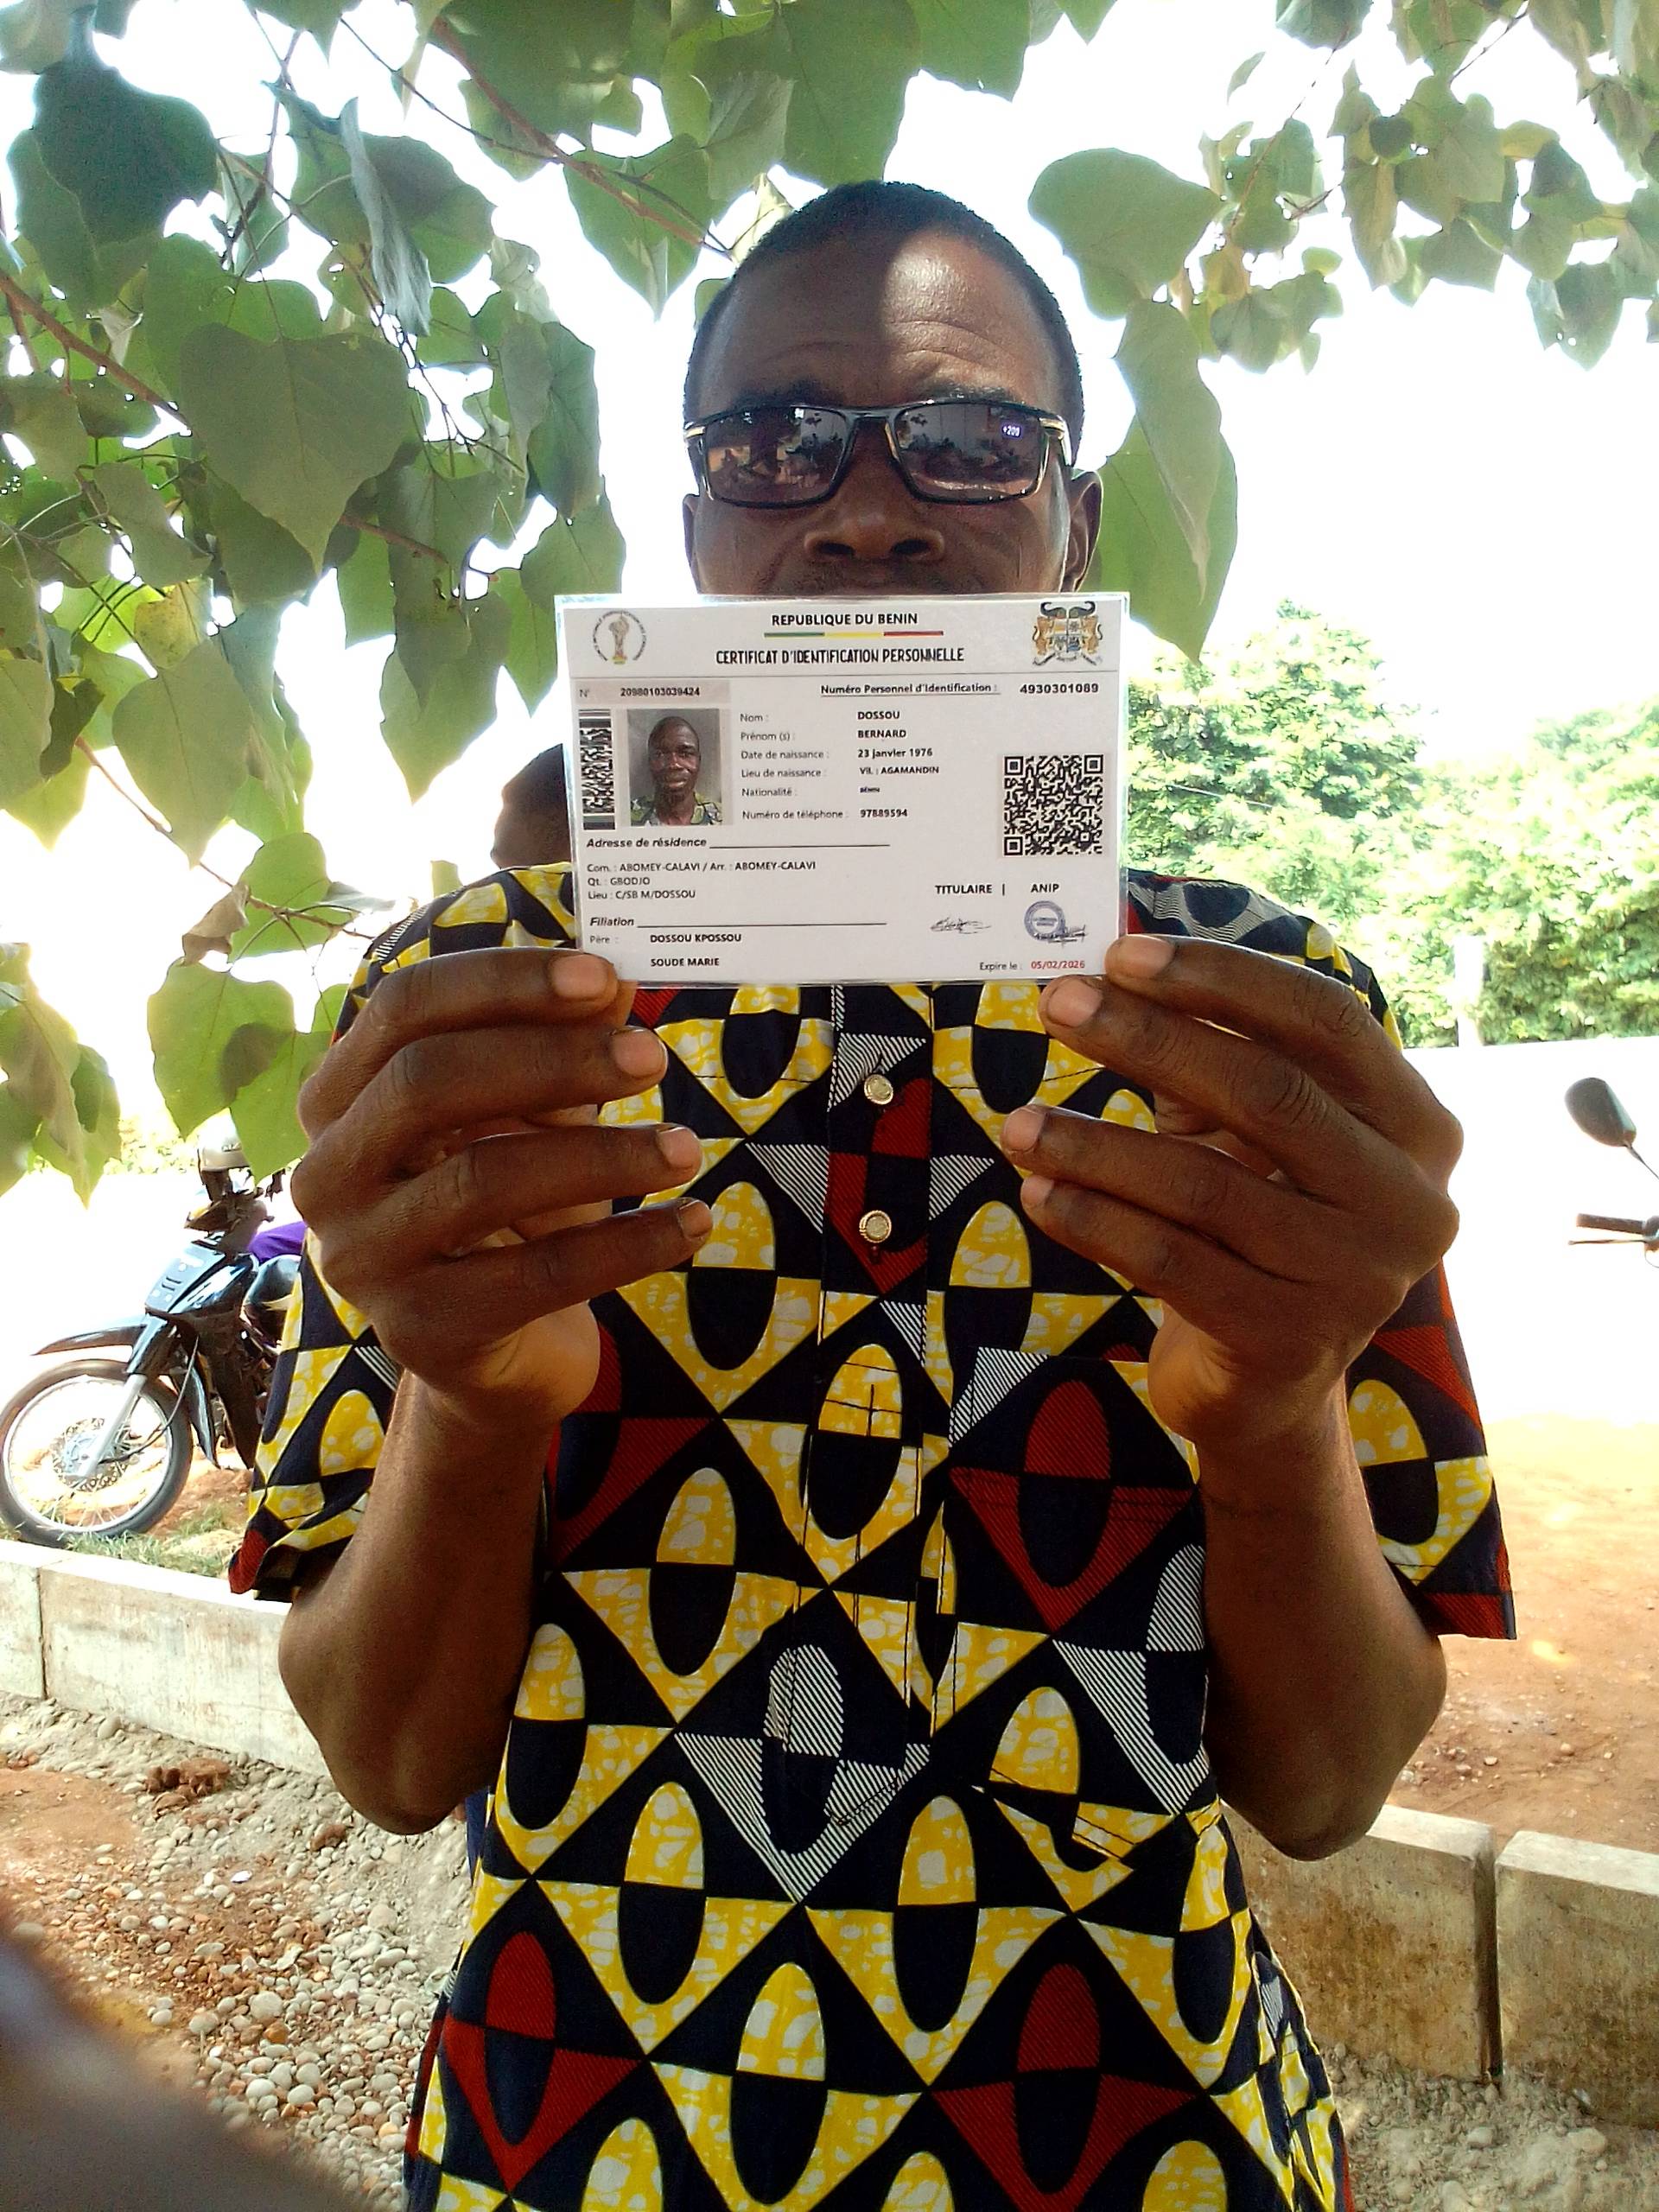 REPUBLIQUE DU BENIN
CERTIFICAT D'IDENTIFICATION PERSONNELLE
N° 20980103039424
Numéro Personnel d'Identification : 4930301089
Nom : DOSSOU
Prénom (s) : BERNARD
Date de naissance : 23 janvier 1976
Lieu de naissance : Vil. : AGAMANDIN
Nationalité : BÉNIN
Numéro de téléphone : 97889594
Adresse de résidence
Com. : ABOMEY-CALAVI / Arr. : ABOMEY-CALAVI
Qt. : GBODJO
Lieu : C/SB M/DOSSOU
TITULAIRE | ANIP
Filiation
Père : DOSSOU KPOSSOU
SOUDE MARIE
Expire le : 05/02/2026